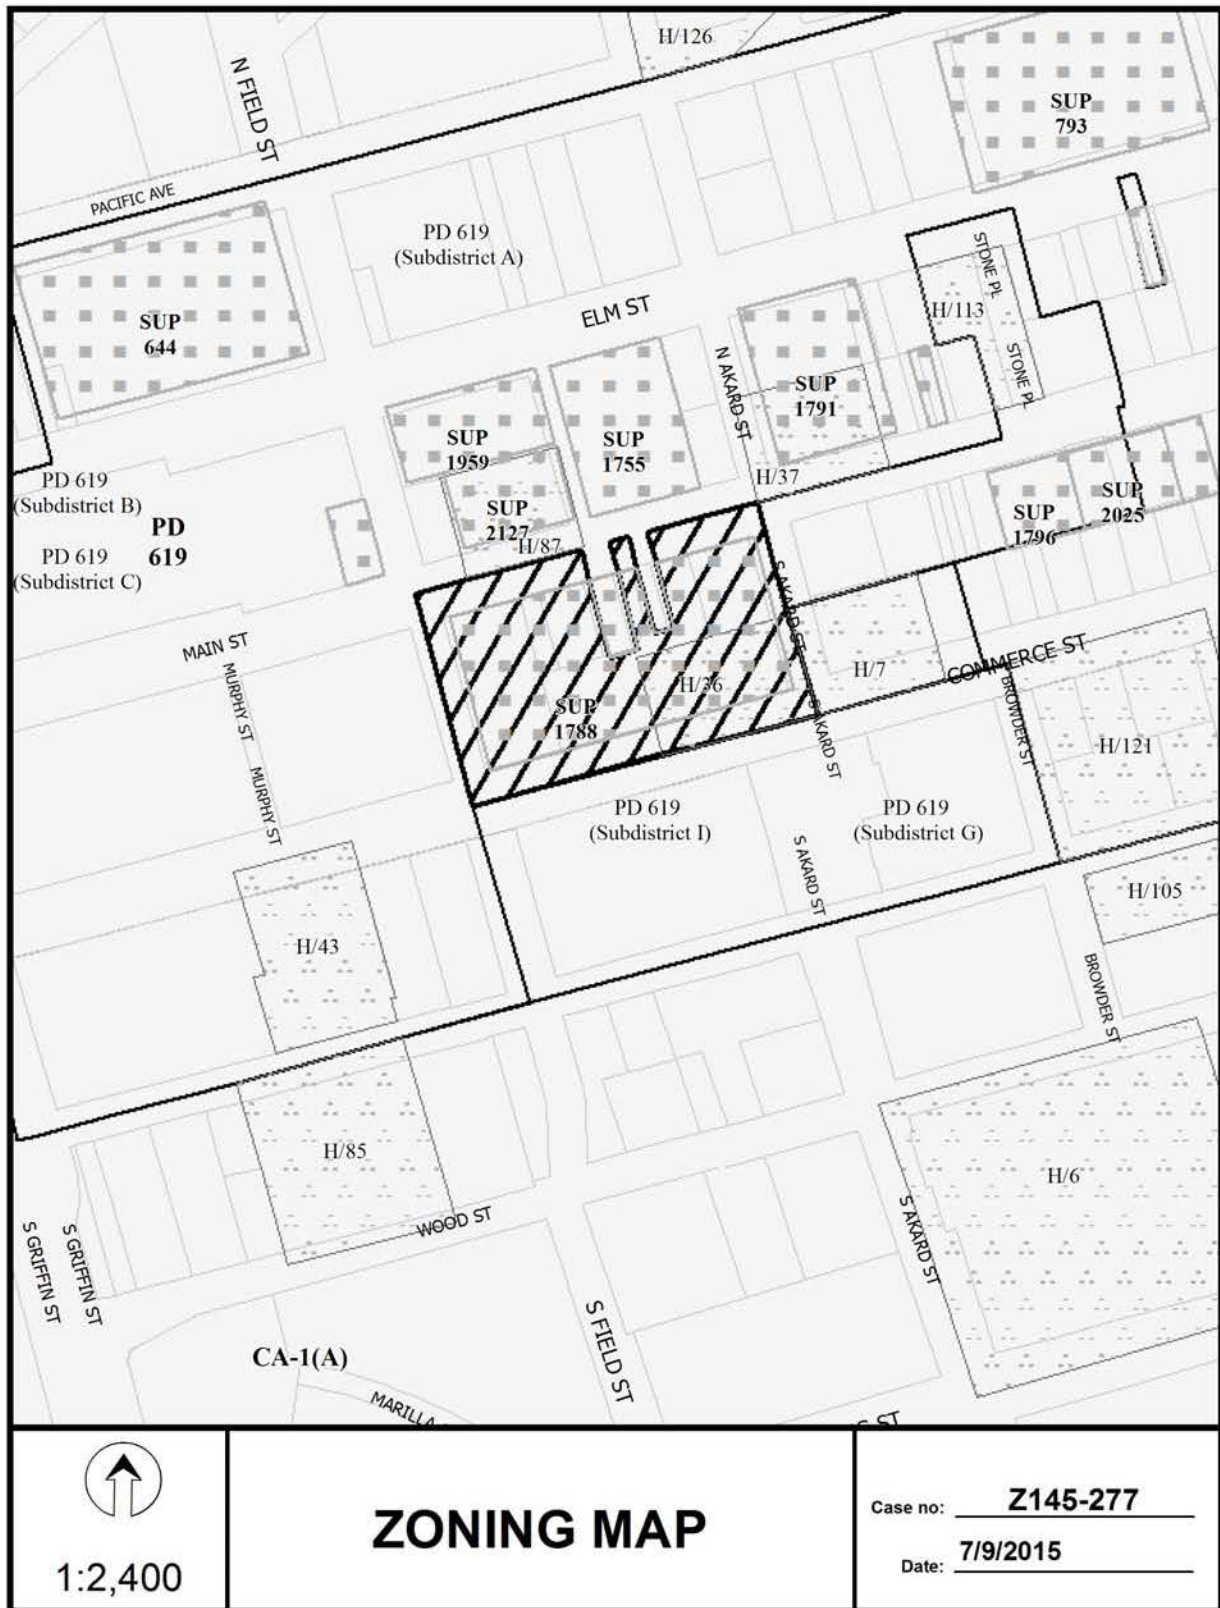 H/126
N FIELD ST
SUP
793
PACIFIC AVE
PD 619
(Subdistrict A)
STONE PL
ELM ST
H/113
SUP
644
N AKARD ST
STONE PL
SUP
1791
SUP
1959
SUP
1755
H/37
PD 619
(Subdistrict B)
PD
619
SUP
2127
H/87
SUP
1796
SUP
2025
PD 619
(Subdistrict C)
S AKARD ST
MAIN ST
MURPHY ST
H/7
COMMERCE ST
H/36
SUP
1788
S AKARD ST
BROWDER ST
H/121
MURPHY ST
PD 619
(Subdistrict I)
PD 619
(Subdistrict G)
S AKARD ST
H/105
H/43
BROWDER ST
H/85
H/6
WOOD ST
S AKARD ST
S GRIFFIN ST
S GRIFFIN ST
S FIELD ST
CA-1(A)
MARILLA
ST
1:2,400
ZONING MAP
Case no: Z145-277
Date: 7/9/2015